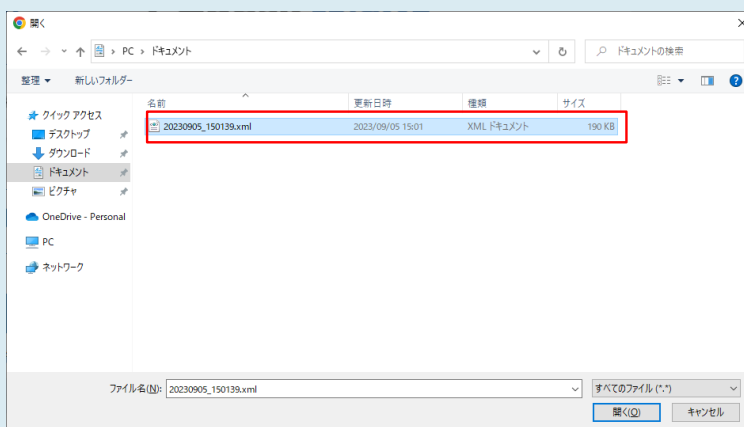 開く
PC › ドキュメント
ドキュメントの検索
整理 新しいフォルダー
名前 更新日時 種類 サイズ
クイック アクセス
20230905_150139.xml 2023/09/05 15:01 XML ドキュメント 190 KB
デスクトップ
ダウンロード
ドキュメント
ピクチャ
OneDrive - Personal
PC
ネットワーク
ファイル名(N): 20230905_150139.xml
すべてのファイル (*.*)
開く(O) キャンセル